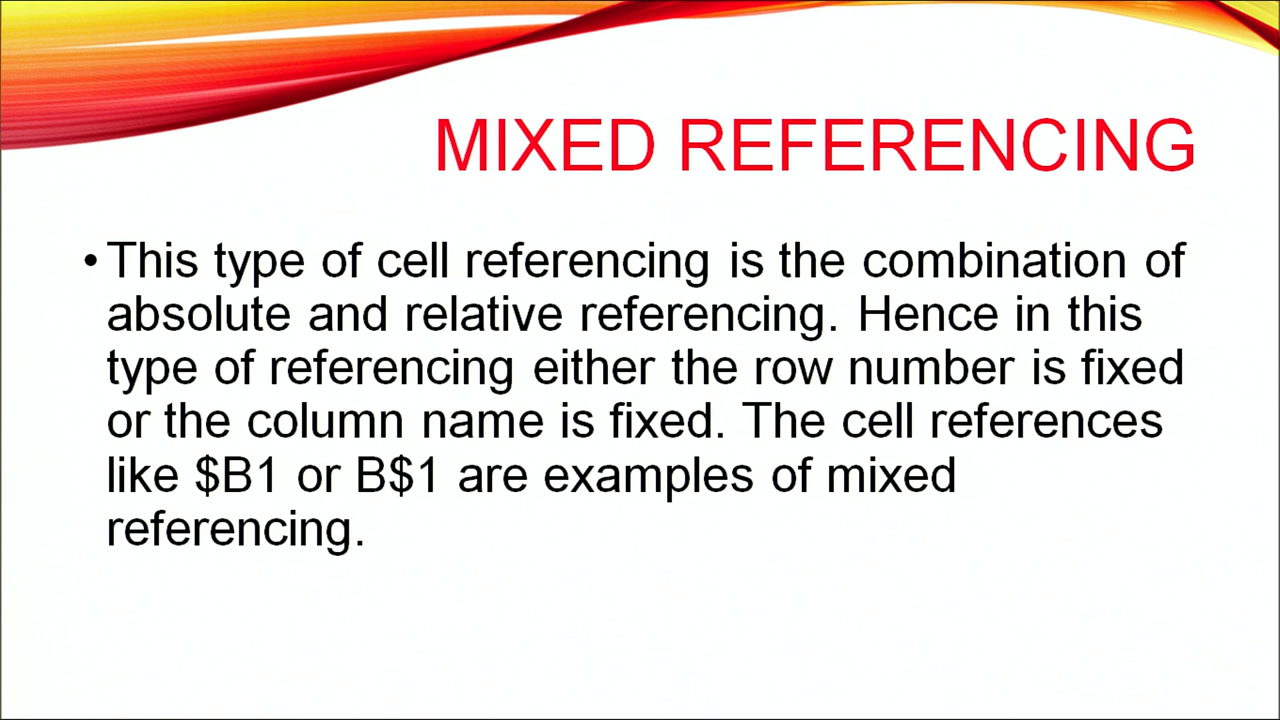 MIXED REFERENCING
• This type of cell referencing is the combination of
absolute and relative referencing. Hence in this
type of referencing either the row number is fixed
or the column name is fixed. The cell references
like $B1 or B$1 are examples of mixed
referencing.